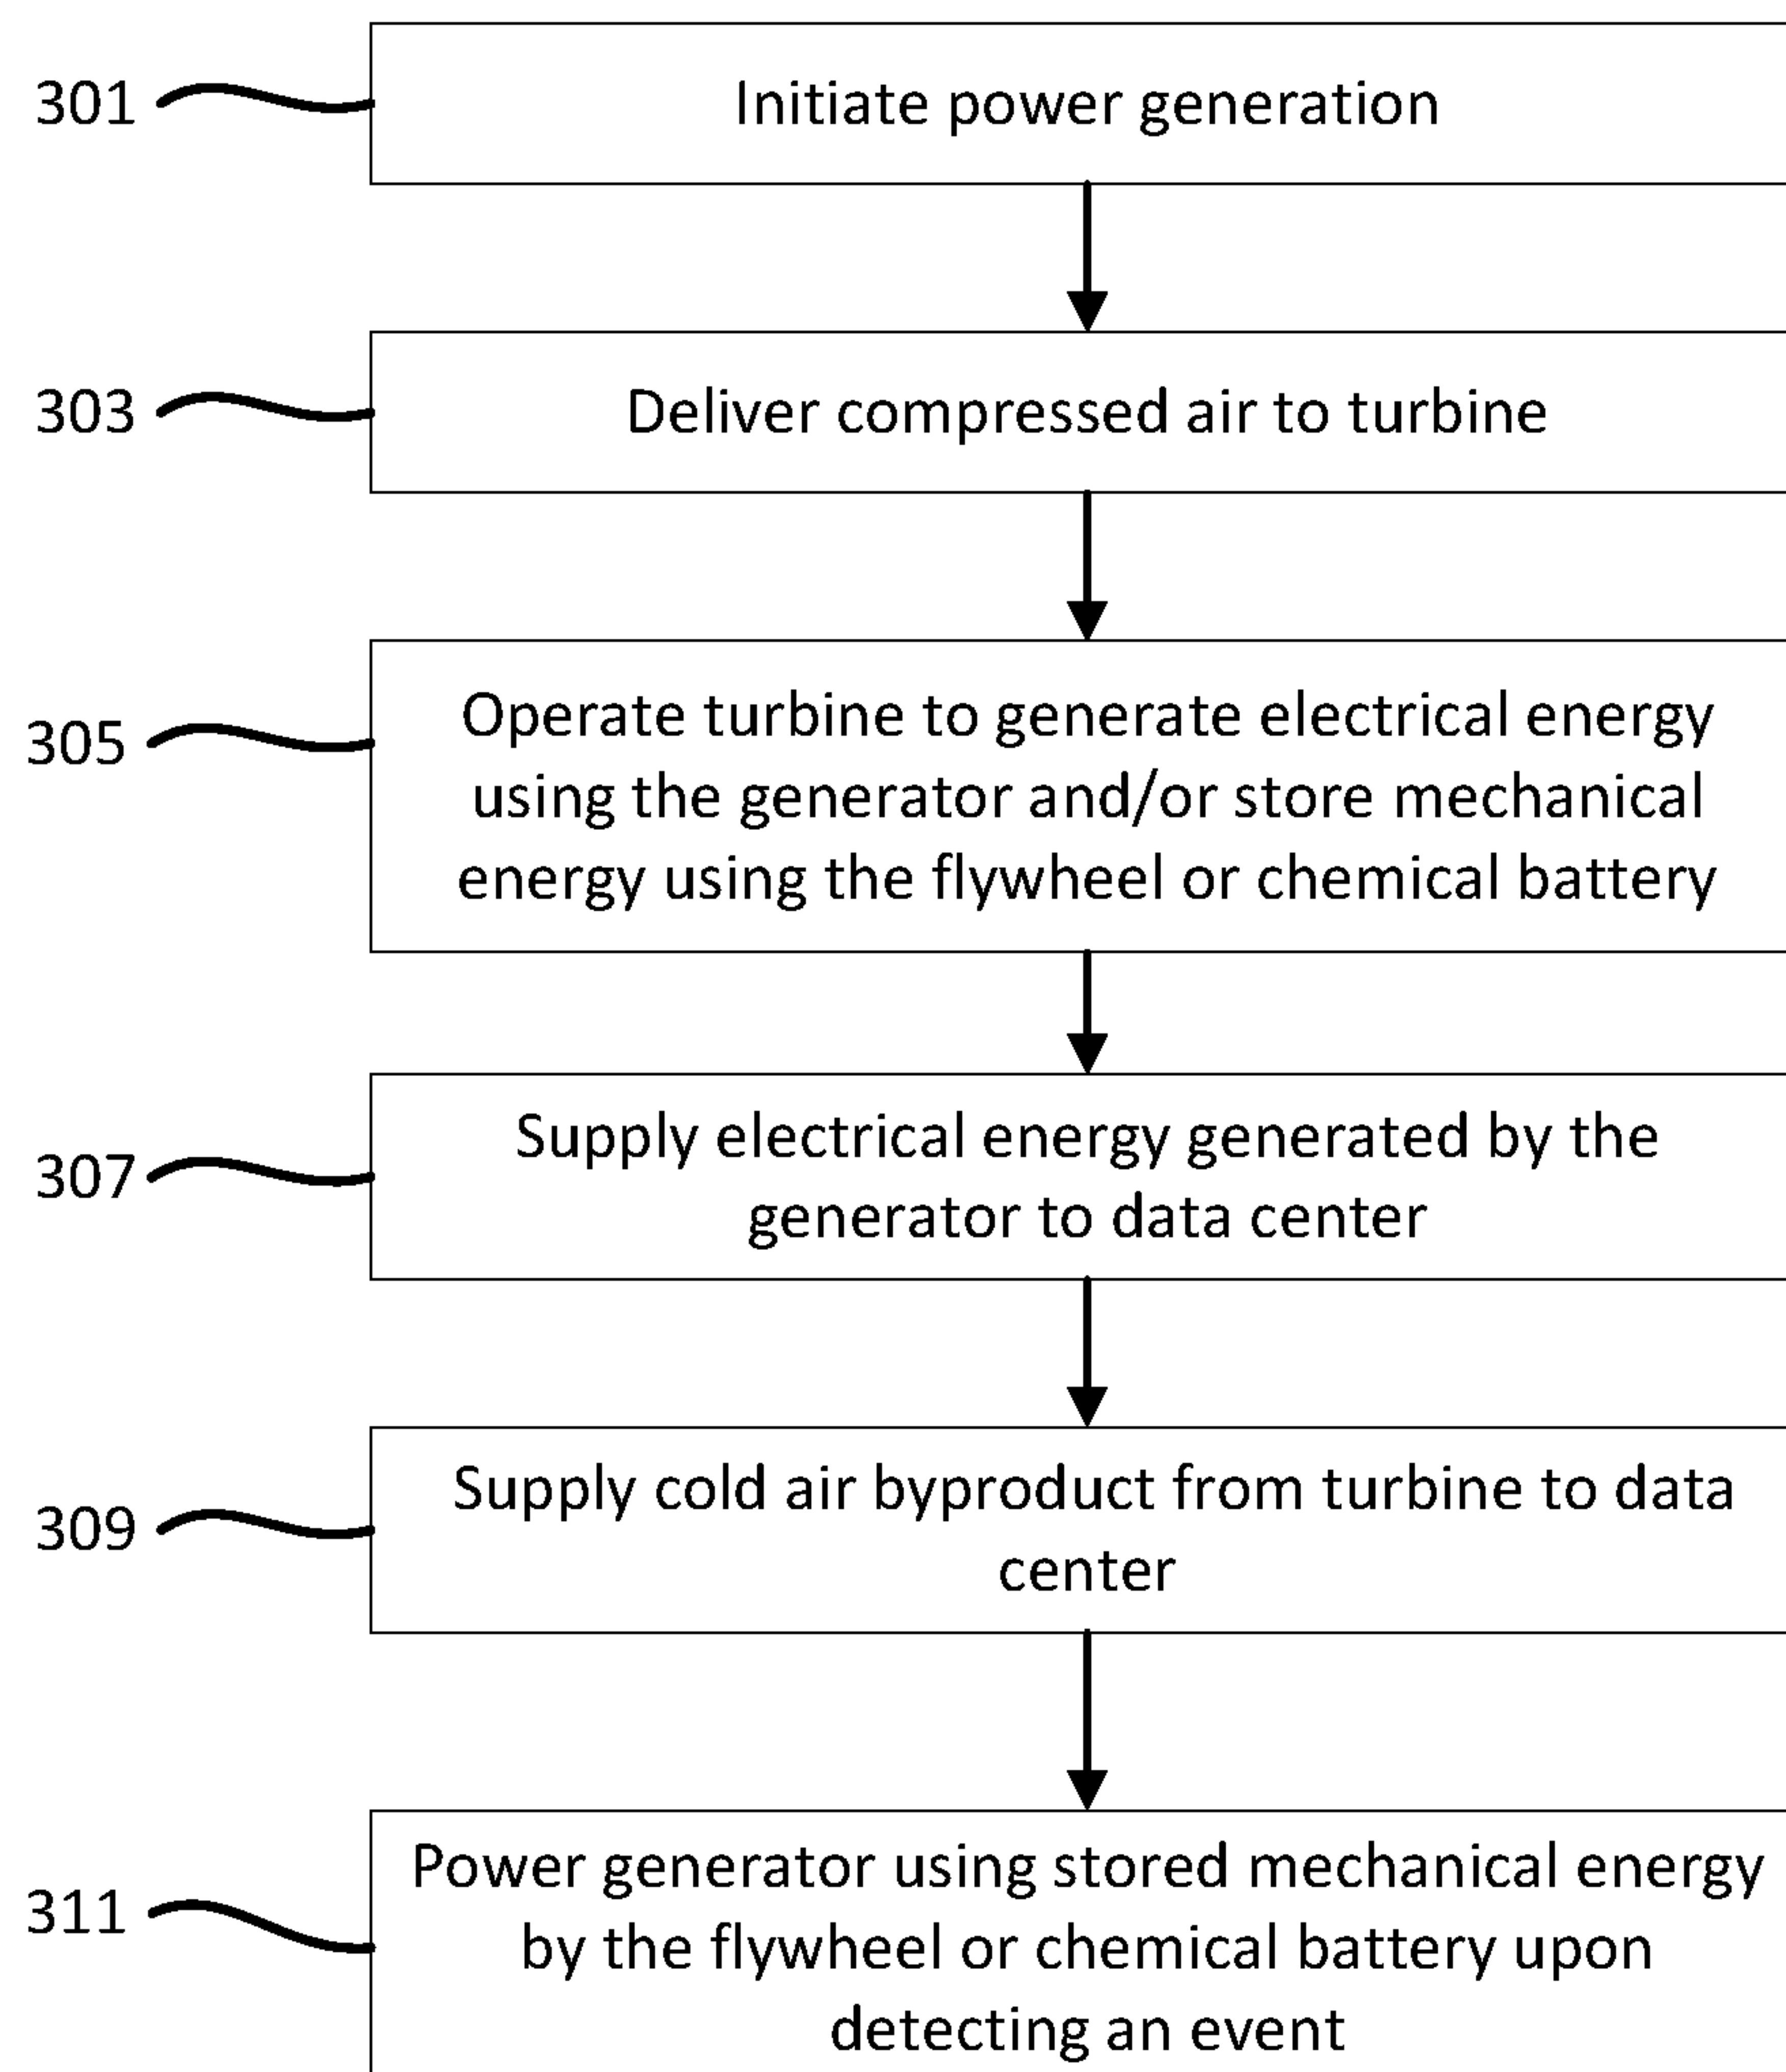 301
Initiate power generation
303
Deliver compressed air to turbine
305
Operate turbine to generate electrical energy
using the generator and/or store mechanical
energy using the flywheel or chemical battery
307
Supply electrical energy generated by the
generator to data center
309
Supply cold air byproduct from turbine to data
center
311
Power generator using stored mechanical energy
by the flywheel or chemical battery upon
detecting an event